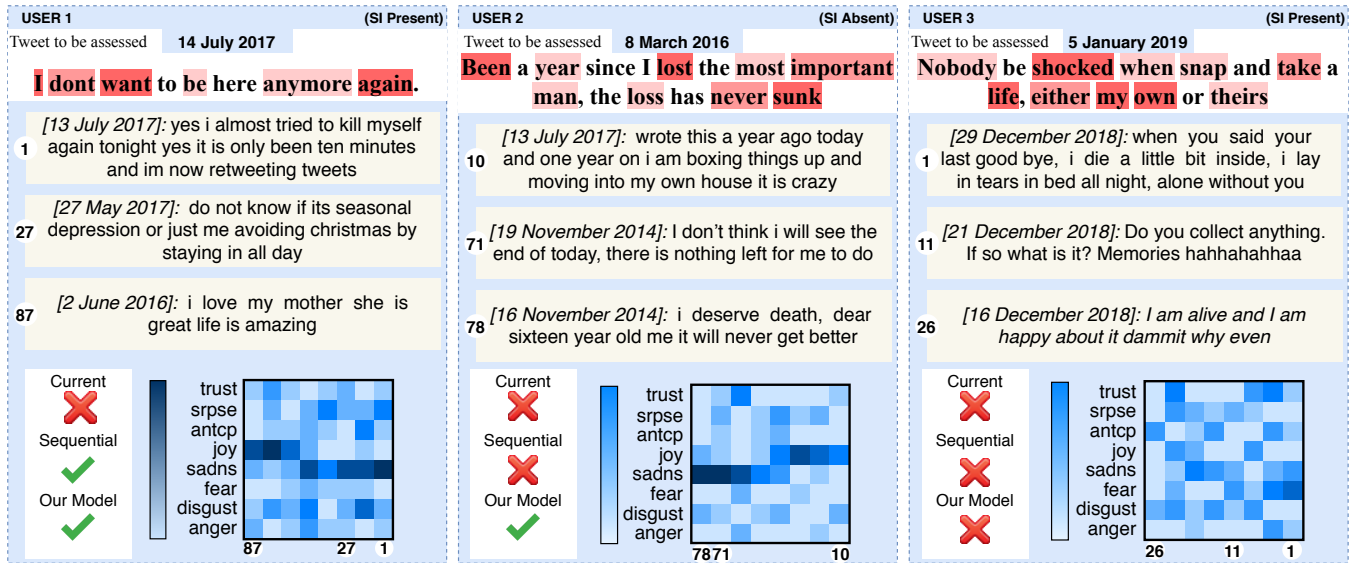 USER 1 (SI Present)
Tweet to be assessed 14 July 2017
I dont want to be here anymore again.
1 [13 July 2017]: yes i almost tried to kill myself
again tonight yes it is only been ten minutes
and im now retweeting tweets
27 [27 May 2017]: do not know if its seasonal
depression or just me avoiding christmas by
staying in all day
87 [2 June 2016]: i love my mother she is
great life is amazing
Current
Sequential
Our Model
trust
srpse
antcp
joy
sadns
fear
disgust
anger
87 27 1
USER 2 (SI Absent)
Tweet to be assessed 8 March 2016
Been a year since I lost the most important
man, the loss has never sunk
10 [13 July 2017]: wrote this a year ago today
and one year on i am boxing things up and
moving into my own house it is crazy
71 [19 November 2014]: I don't think i will see the
end of today, there is nothing left for me to do
78 [16 November 2014]: i deserve death, dear
sixteen year old me it will never get better
Current
Sequential
Our Model
trust
srpse
antcp
joy
sadns
fear
disgust
anger
78 71 10
USER 3 (SI Present)
Tweet to be assessed 5 January 2019
Nobody be shocked when snap and take a
life, either my own or theirs
1 [29 December 2018]: when you said your
last good bye, i die a little bit inside, i lay
in tears in bed all night, alone without you
11 [21 December 2018]: Do you collect anything.
If so what is it? Memories hahhahahhaa
26 [16 December 2018]: I am alive and I am
happy about it dammit why even
Current
Sequential
Our Model
trust
srpse
antcp
joy
sadns
fear
disgust
anger
26 11 1